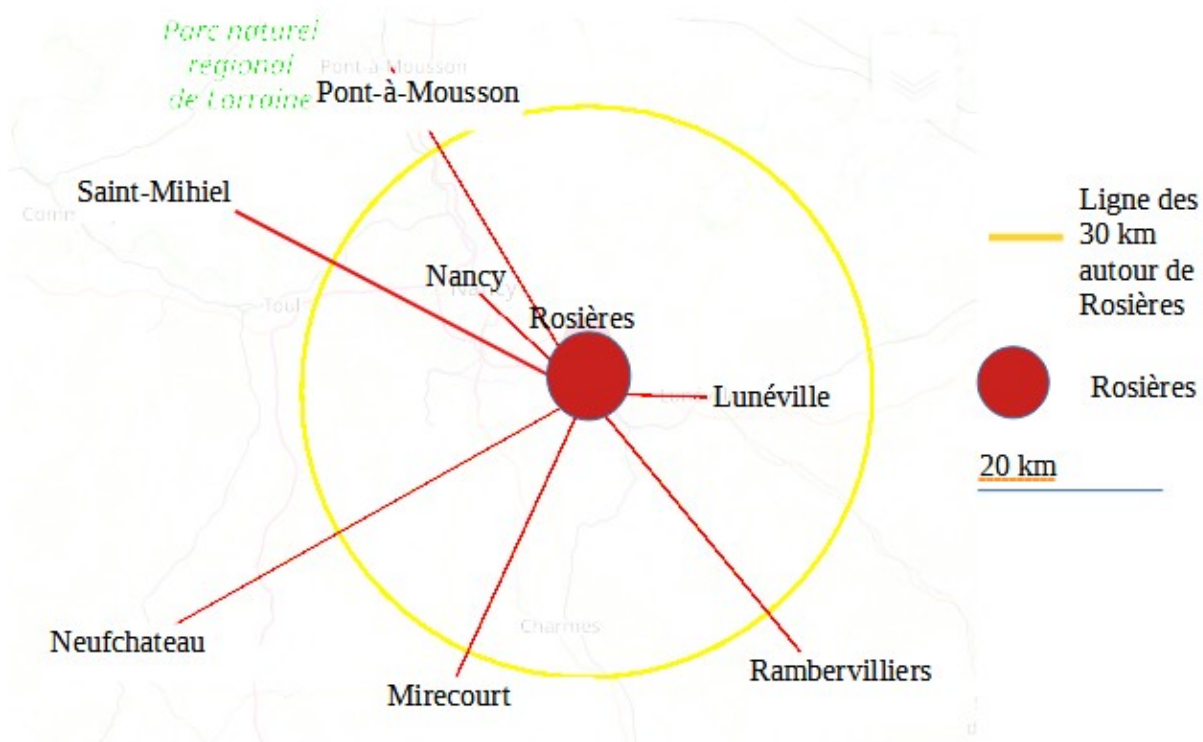 Parc naturel
régional
de Lorraine
Pont-à-Mousson
Pont-à-Mousson
Saint-Mihiel
Comm
Ligne des
30 km
autour de
Rosières
Nancy
Nancy
Toul
Rosières
Rosières
Lunéville
20 km
Charmes
Neufchateau
Rambervilliers
Mirecourt